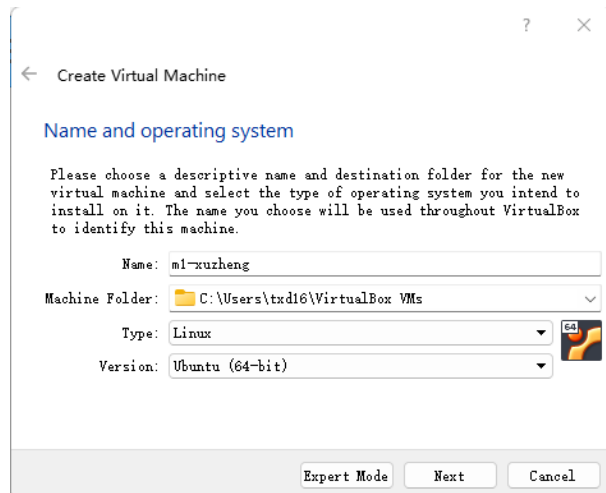 ?
Create Virtual Machine
Name and operating system
Please choose a descriptive name and destination folder for the new
virtual machine and select the type of operating system you intend to
install on it. The name you choose will be used throughout VirtualBox
to identify this machine.
Name: m1-xuzheng
Machine Folder: C:\Users\txd16\VirtualBox VMs
Type: Linux
64
Version: Ubuntu (64-bit)
Expert Mode Next Cancel